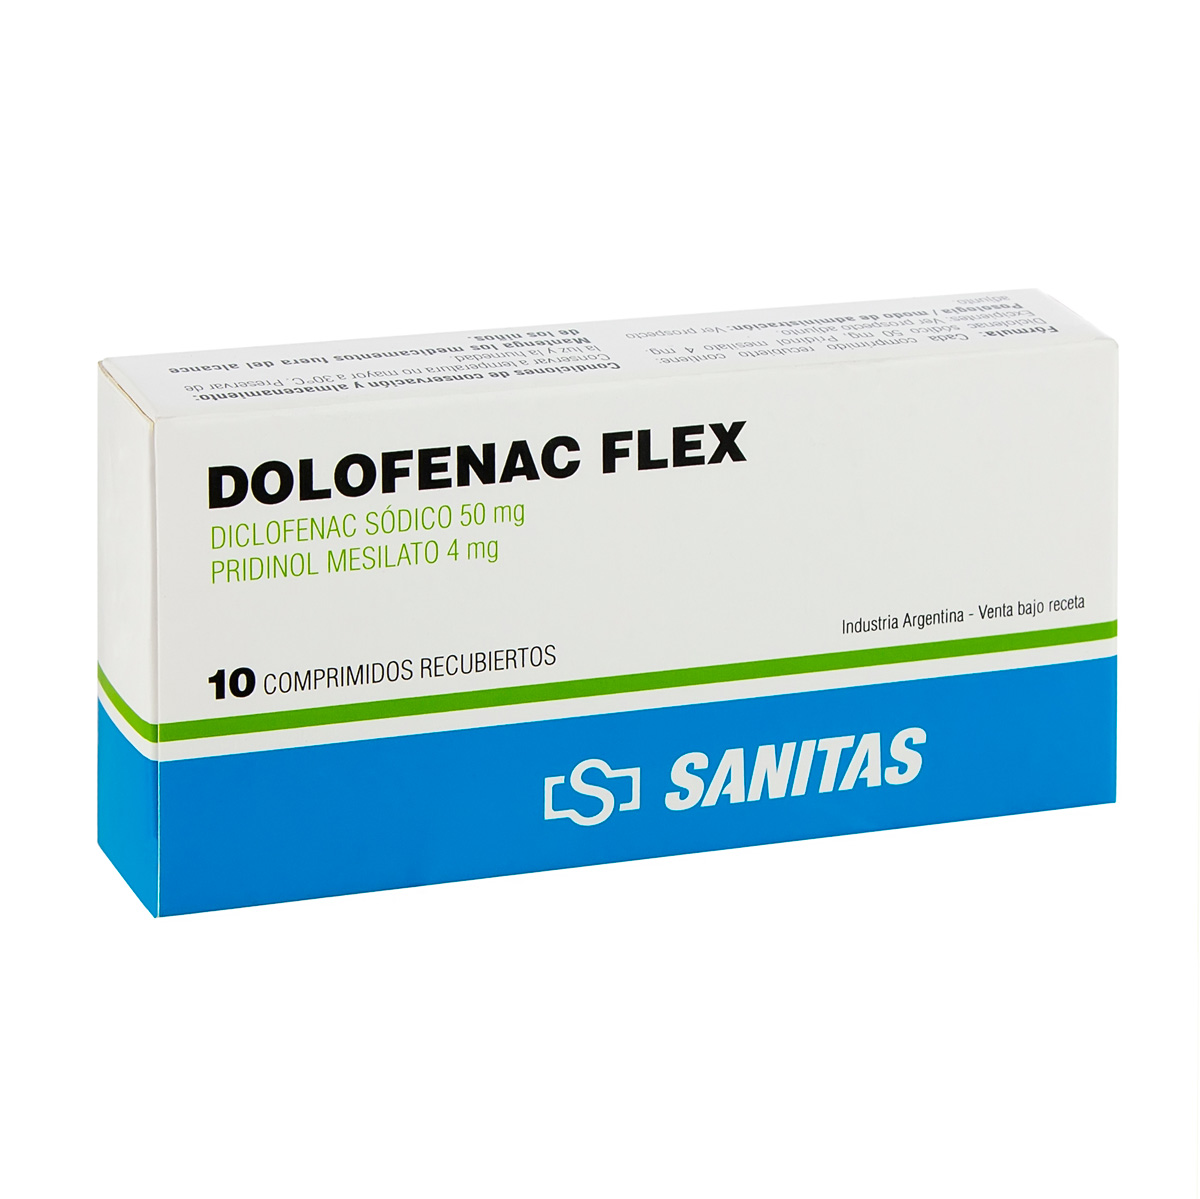 Fórmula: Cada comprimido recubierto contiene:
Diclofenac sódico 50 mg, Pridinol mesilato 4 mg
Excipientes. Ver prospecto adjunto
Posología / modo de administración: Ver prospecto
adjunto.
Condiciones de conservación y almacenamiento:
Conservar a temperatura no mayor a 30°C. Preservar de
la luz y la humedad
Mantenga los medicamentos fuera del alcance
de los niños.
DOLOFENAC FLEX
DICLOFENAC SÓDICO 50 mg
PRIDINOL MESILATO 4 mg
Industria Argentina - Venta bajo receta
10 COMPRIMIDOS RECUBIERTOS
S SANITAS